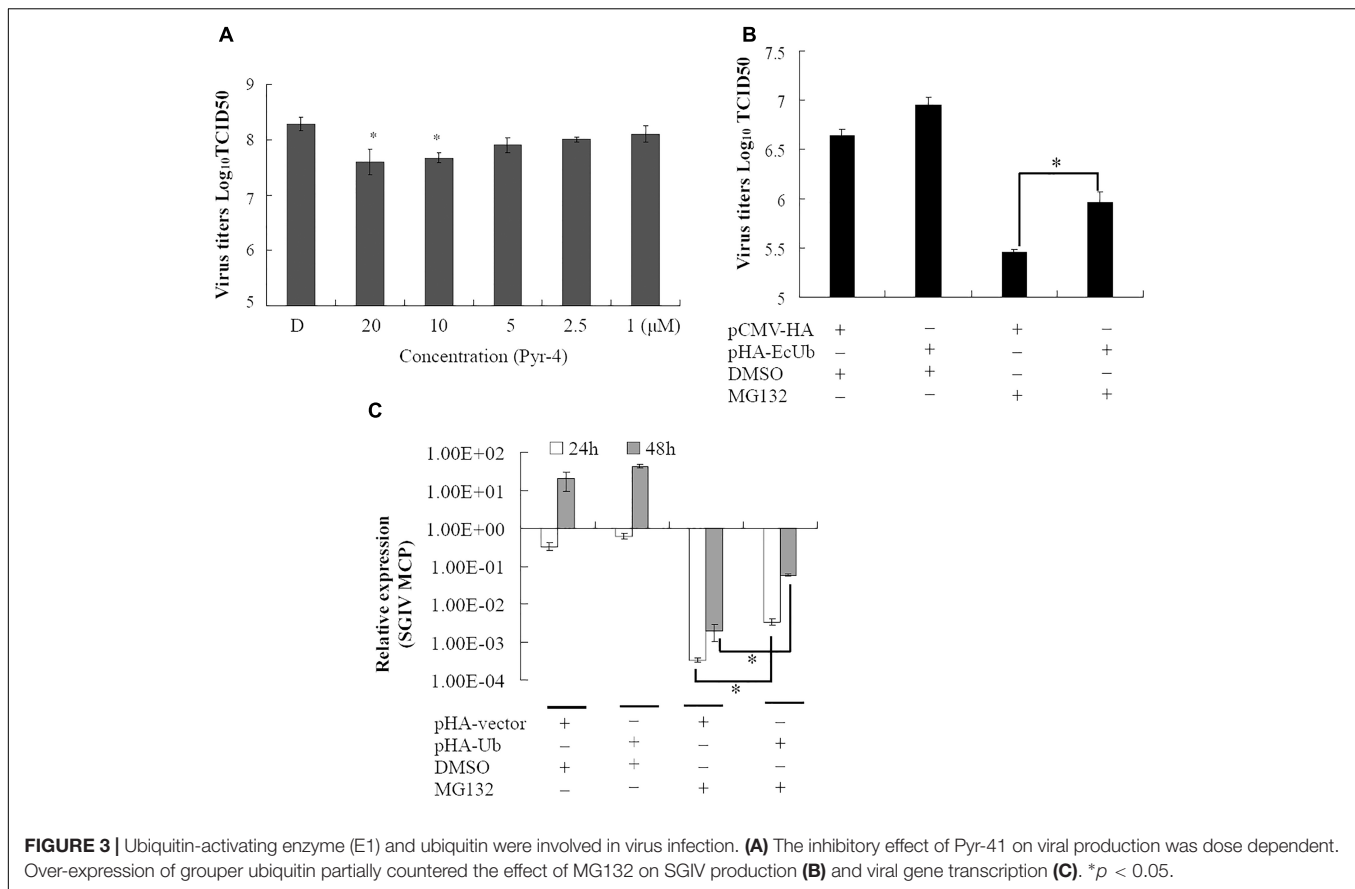 A
Virus titers Log10TCID50
9
8
7
6
5
* *
D 20 10 5 2.5 1 (μM)
Concentration (Pyr-4)
B
Virus titers Log10 TCID50
7.5
7
6.5
6
5.5
5
*
pCMV-HA + − + −
pHA-EcUb − + − +
DMSO + + − −
MG132 − − + +
C
24h 48h
Relative expression
(SGIV MCP)
1.00E+02
1.00E+01
1.00E+00
1.00E-01
1.00E-02
1.00E-03
1.00E-04
*
*
pHA-vector + − + −
pHA-Ub − + − +
DMSO + + − −
MG132 − − + +
FIGURE 3 | Ubiquitin-activating enzyme (E1) and ubiquitin were involved in virus infection. (A) The inhibitory effect of Pyr-41 on viral production was dose dependent.
Over-expression of grouper ubiquitin partially countered the effect of MG132 on SGIV production (B) and viral gene transcription (C). *p < 0.05.